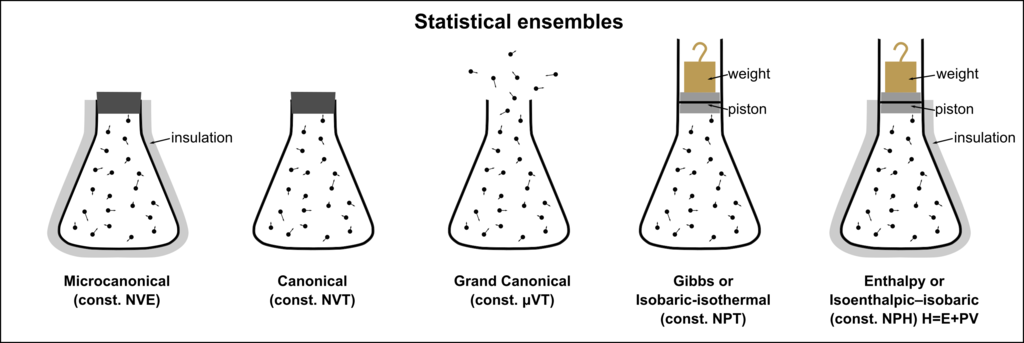 Statistical ensembles
insulation
weight
piston
weight
piston
insulation
Microcanonical
(const. NVE)
Canonical
(const. NVT)
Grand Canonical
(const. μVT)
Gibbs or
Isobaric-isothermal
(const. NPT)
Enthalpy or
Isoenthalpic–isobaric
(const. NPH) H=E+PV